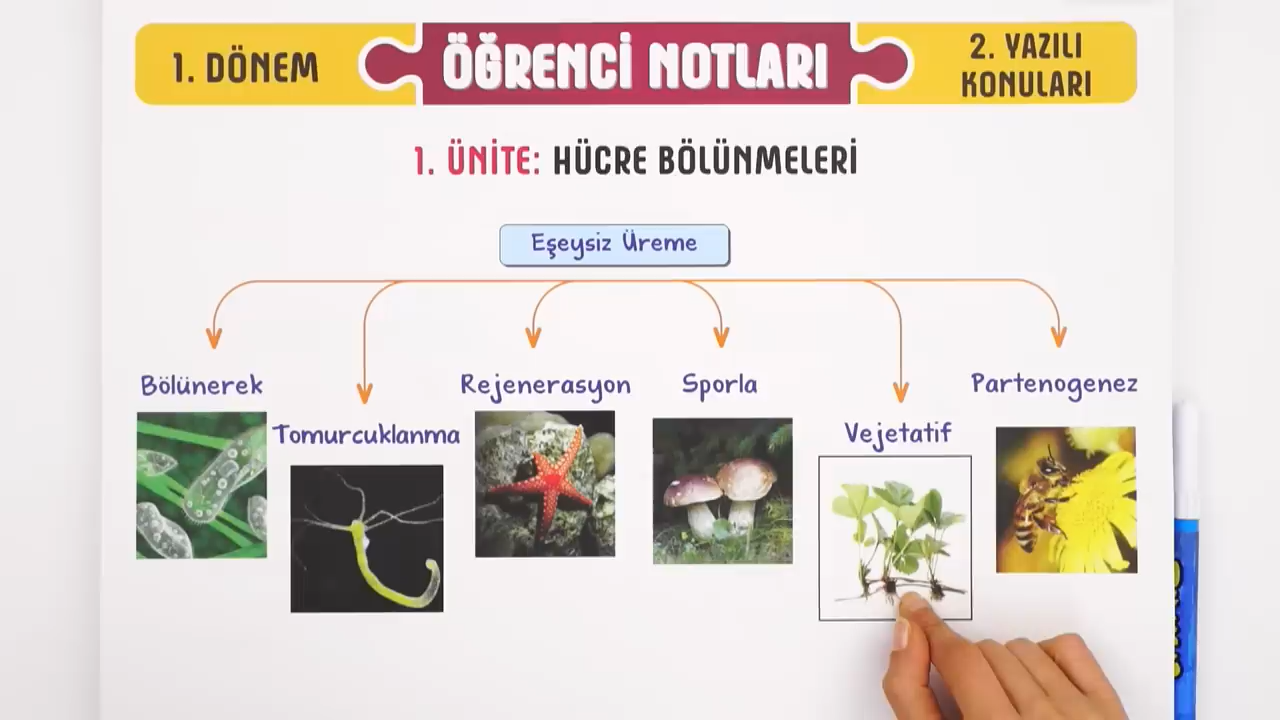 1. DÖNEM
ÖĞRENCİ NOTLARI
2. YAZILI
KONULARI
1. ÜNİTE: HÜCRE BÖLÜNMELERİ
Eşeysiz Üreme
Bölünerek
Tomurcuklanma
Rejenerasyon
Sporla
Vejetatif
Partenogenez